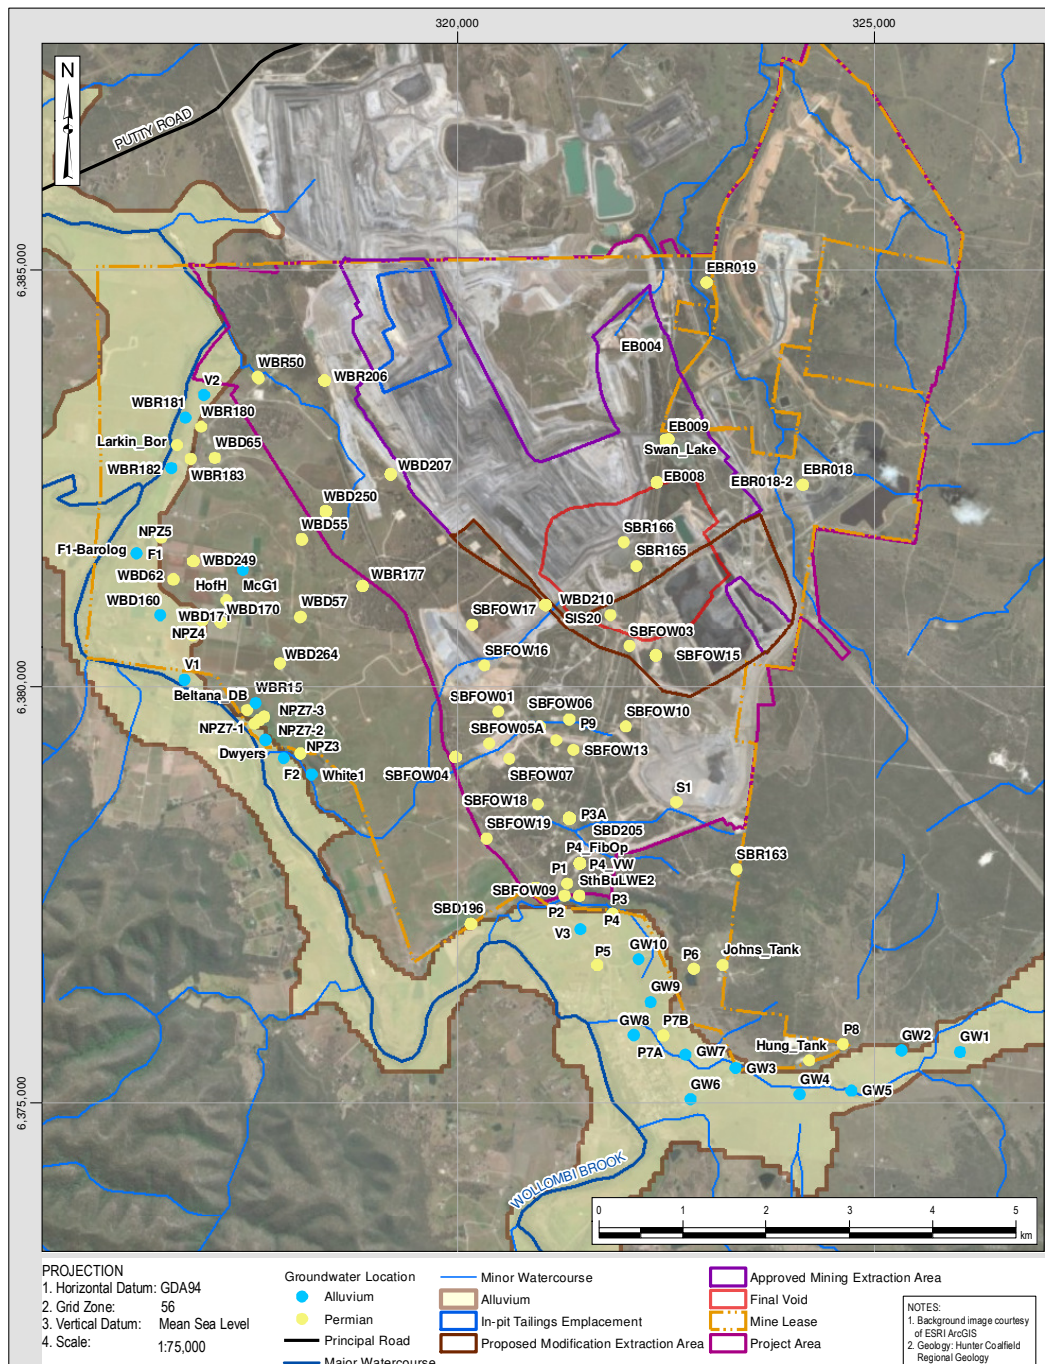 320,000
325,000
N
PUTTY ROAD
6,385,000
EBR019
EB004
WBR50
V2
WBR206
WBR181
WBR180
EB009
Larkin_Bor
WBD65
Swan_Lake
WBR182
WBR183
WBD207
EBR018
EB008
EBR018-2
WBD250
NPZ5
WBD55
SBR166
F1-Barolog
F1
SBR165
WBD249
WBD62
HofH
McG1
WBR177
WBD160
WBD170
WBD171
WBD57
SBFOW17
WBD210
SIS20
NPZ4
SBFOW03
SBFOW16
SBFOW15
WBD264
V1
6,380,000
Beltana_DB
WBR15
SBFOW01
SBFOW06
NPZ7-3
NPZ7-1
NPZ7-2
SBFOW05A
P9
SBFOW10
Dwyers
NPZ3
SBFOW13
F2
White1
SBFOW04
SBFOW07
S1
SBFOW18
P3A
SBFOW19
SBD205
P4_FibOp
P1
P4_VW
SBR163
SthBuLWE2
SBFOW09
P3
SBD196
P2
P4
V3
GW10
P5
P6
Johns_Tank
GW9
GW8
P7B
P8
GW2
GW1
P7A
GW7
Hung_Tank
GW3
GW6
GW4
GW5
6,375,000
WOLLOMBI BROOK
0 1 2 3 4 5
km
PROJECTION
1. Horizontal Datum: GDA94
2. Grid Zone: 56
3. Vertical Datum: Mean Sea Level
4. Scale: 1:75,000
Groundwater Location
Alluvium
Permian
Principal Road
Major Watercourse
Minor Watercourse
Alluvium
In-pit Tailings Emplacement
Proposed Modification Extraction Area
Approved Mining Extraction Area
Final Void
Mine Lease
Project Area
NOTES:
1. Background image courtesy
of ESRI ArcGIS
2. Geology: Hunter Coalfield
Regional Geology